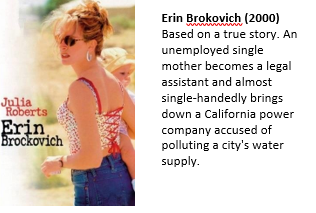 Julia
Roberts
Erin
Brockovich
Erin Brokovich (2000)
Based on a true story. An
unemployed single
mother becomes a legal
assistant and almost
single-handedly brings
down a California power
company accused of
polluting a city's water
supply.